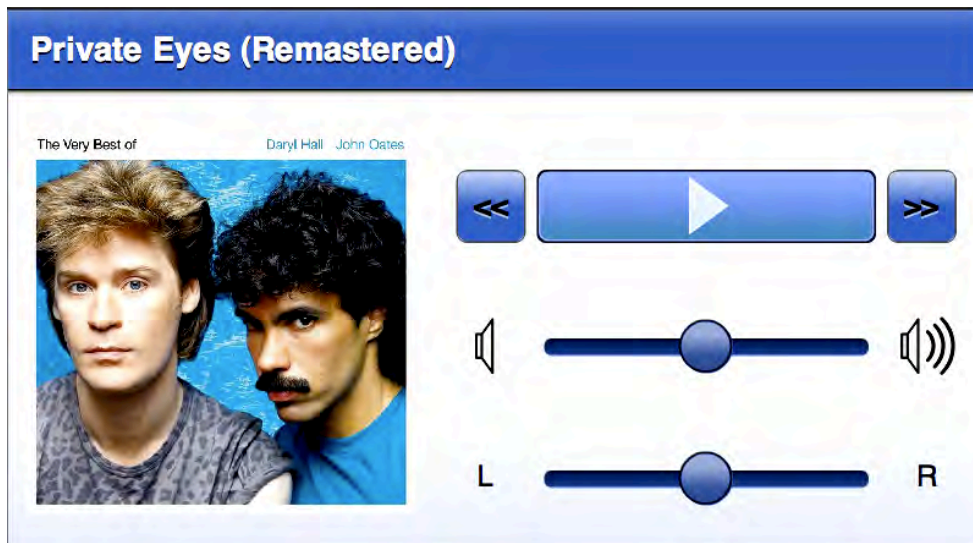 Private Eyes (Remastered)
The Very Best of Daryl Hall John Oates
<< >>
L R